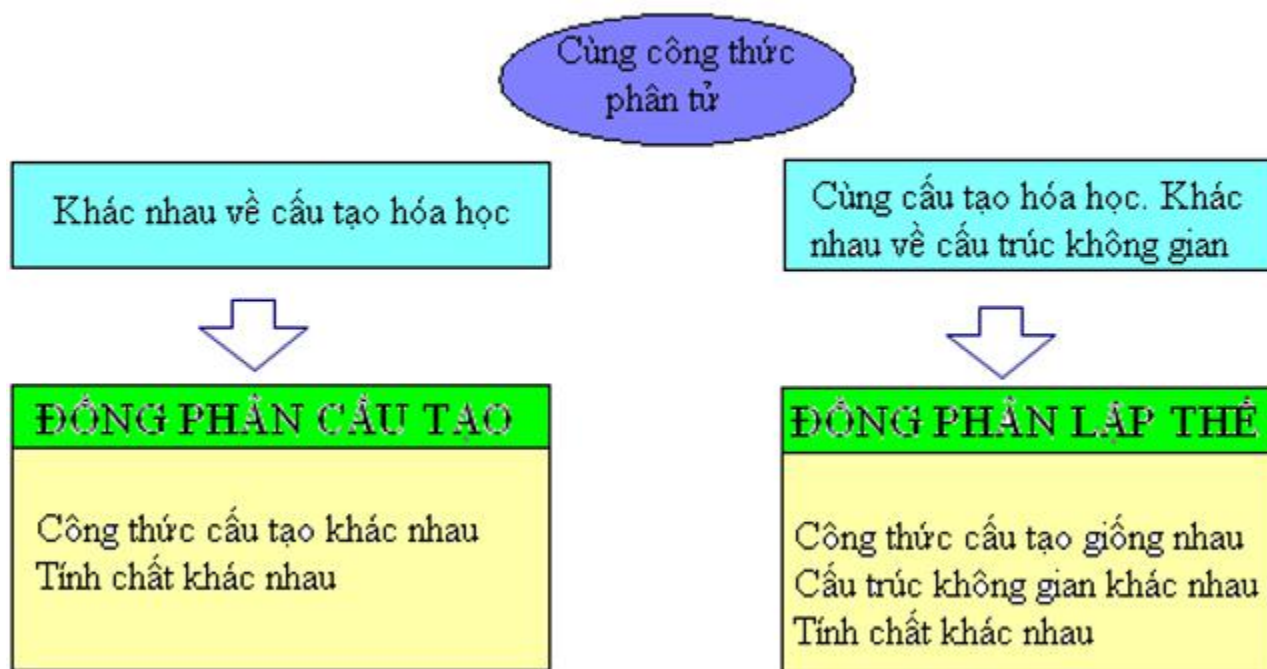 Cùng công thức
phân tử
Khác nhau về cấu tạo hóa học
Cùng cấu tạo hóa học. Khác
nhau về cấu trúc không gian
ĐỒNG PHÂN CẤU TẠO
Công thức cấu tạo khác nhau
Tính chất khác nhau
ĐỒNG PHÂN LẬP THỂ
Công thức cấu tạo giống nhau
Cấu trúc không gian khác nhau
Tính chất khác nhau